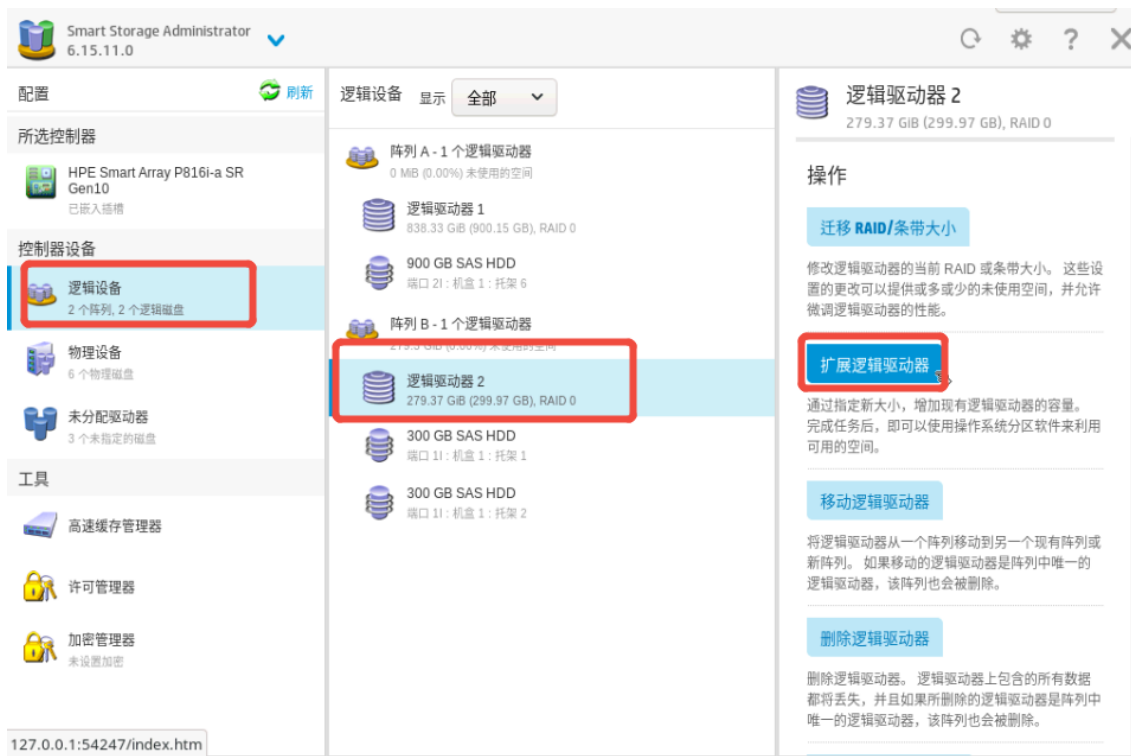 Smart Storage Administrator
6.15.11.0
配置
刷新
所选控制器
HPE Smart Array P816i-a SR
Gen10
已嵌入插槽
控制器设备
逻辑设备
2 个阵列, 2 个逻辑磁盘
物理设备
6 个物理磁盘
未分配驱动器
3 个未指定的磁盘
工具
高速缓存管理器
许可管理器
加密管理器
未设置加密
127.0.0.1:54247/index.htm
逻辑设备 显示 全部
阵列 A - 1 个逻辑驱动器
0 MiB (0.00%) 未使用的空间
逻辑驱动器 1
838.33 GiB (900.15 GB), RAID 0
900 GB SAS HDD
端口 2I : 机盒 1 : 托架 6
阵列 B - 1 个逻辑驱动器
逻辑驱动器 2
279.37 GiB (299.97 GB), RAID 0
300 GB SAS HDD
端口 1I : 机盒 1 : 托架 1
300 GB SAS HDD
端口 1I : 机盒 1 : 托架 2
逻辑驱动器 2
279.37 GiB (299.97 GB), RAID 0
操作
迁移 RAID/条带大小
修改逻辑驱动器的当前 RAID 或条带大小。 这些设
置的更改可以提供或多或少的未使用空间，并允许
微调逻辑驱动器的性能。
扩展逻辑驱动器
通过指定新大小，增加现有逻辑驱动器的容量。
完成任务后，即可以使用操作系统分区软件来利用
可用的空间。
移动逻辑驱动器
将逻辑驱动器从一个阵列移动到另一个现有阵列或
新阵列。 如果移动的逻辑驱动器是阵列中唯一的
逻辑驱动器，该阵列也会被删除。
删除逻辑驱动器
删除逻辑驱动器。 逻辑驱动器上包含的所有数据
都将丢失，并且如果所删除的逻辑驱动器是阵列中
唯一的逻辑驱动器，该阵列也会被删除。